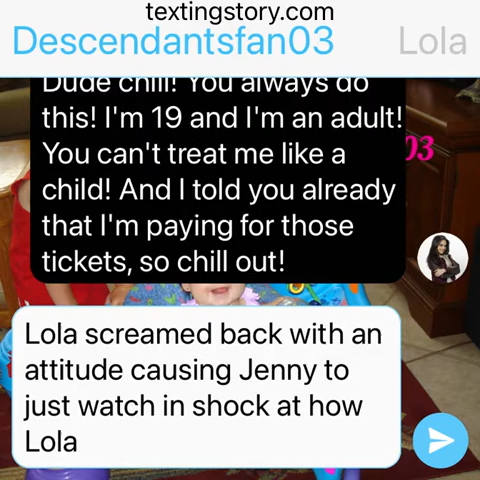 textingstory.com
Descendantsfan03 Lola
Dude chill! You always do
this! I'm 19 and I'm an adult!
You can't treat me like a
child! And I told you already
that I'm paying for those
tickets, so chill out!
03
Lola screamed back with an
attitude causing Jenny to
just watch in shock at how
Lola